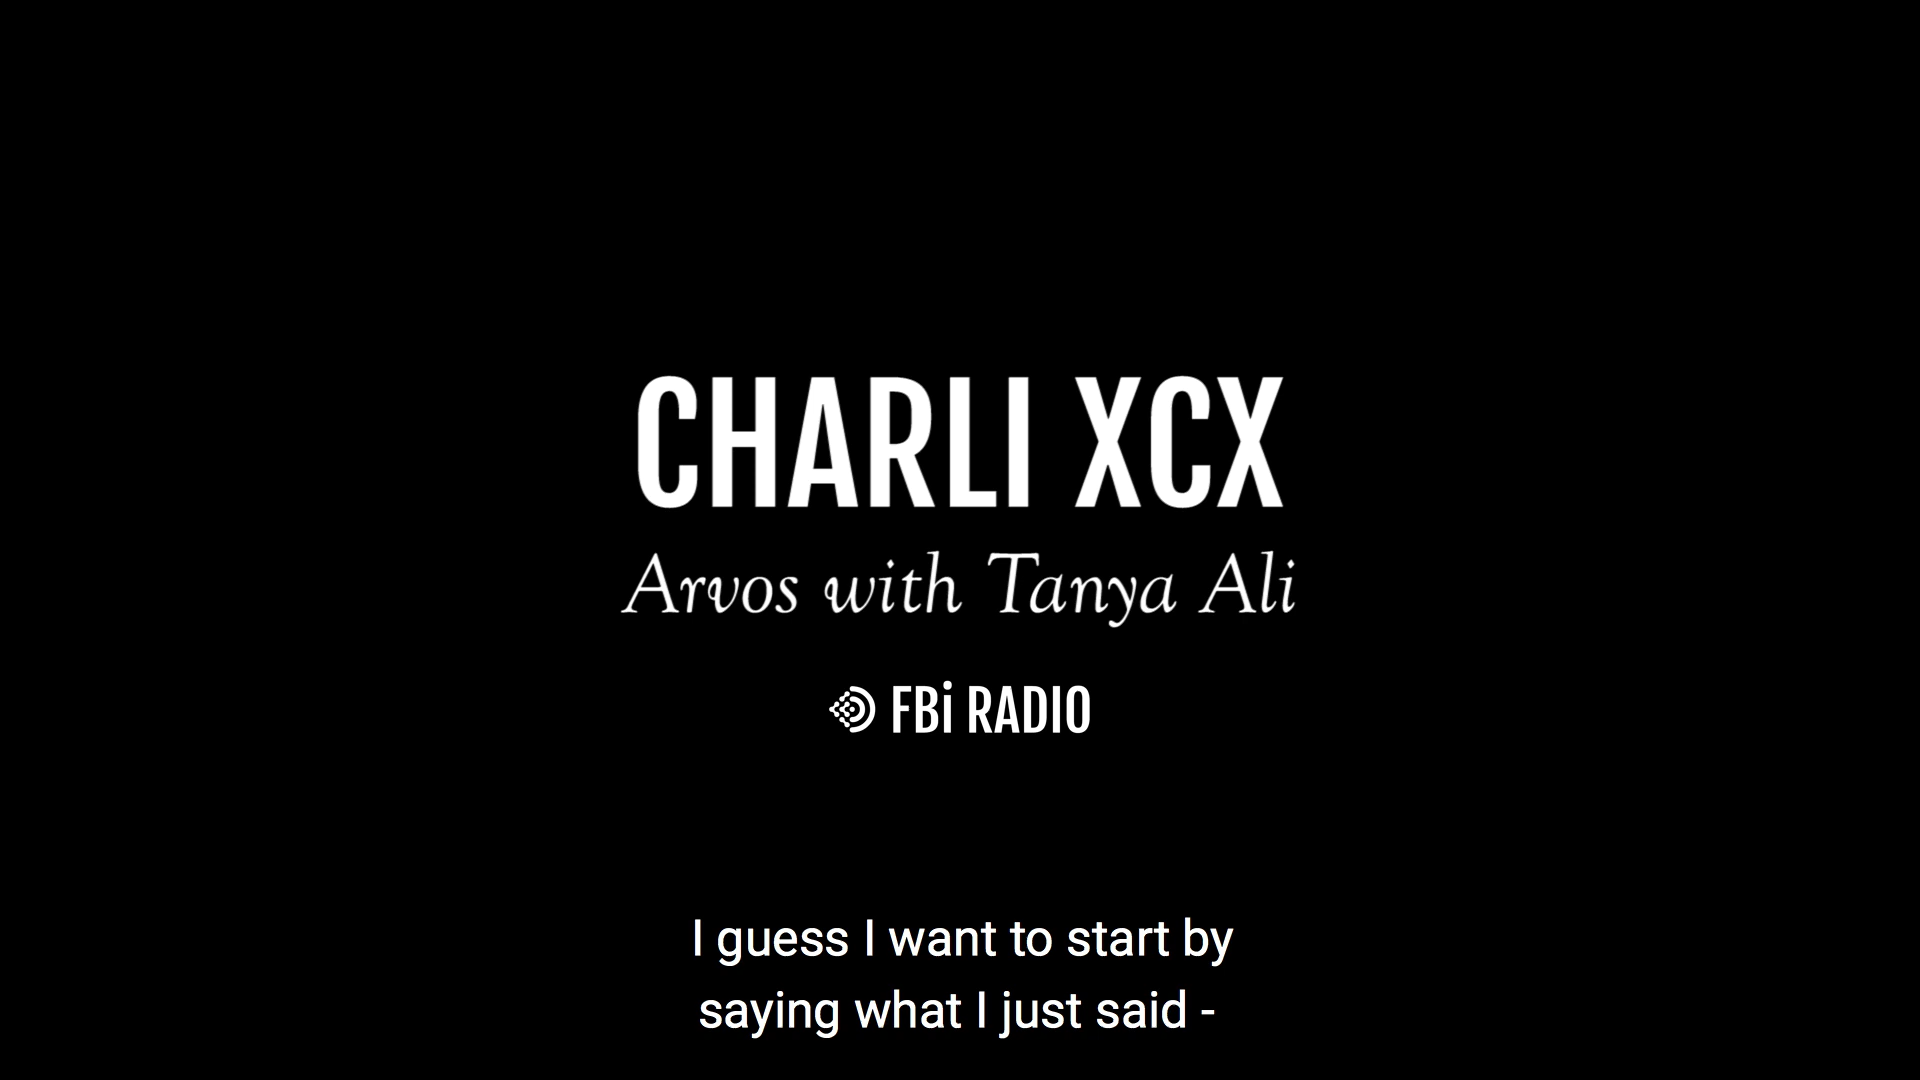 CHARLI XCX
Arvos with Tanya Ali
FBi RADIO
I guess I want to start by
saying what I just said -